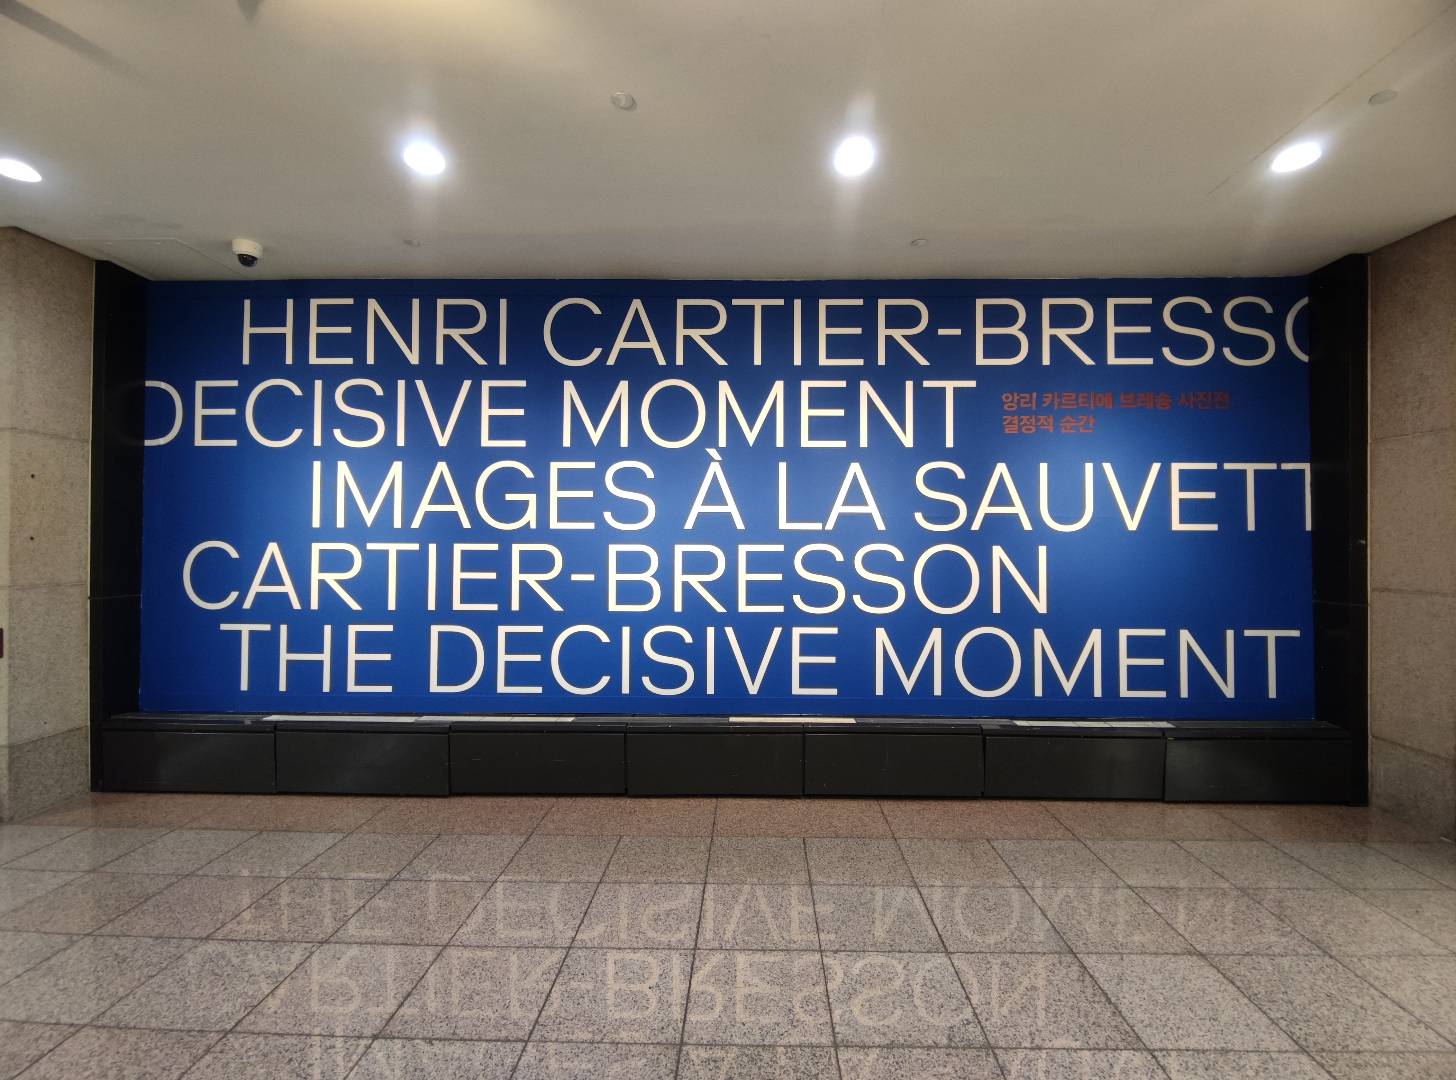 HENRI CARTIER-BRESSO
DECISIVE MOMENT
앙리 카르티에 브레송 사진전
결정적 순간
IMAGES À LA SAUVETT
CARTIER-BRESSON
THE DECISIVE MOMENT